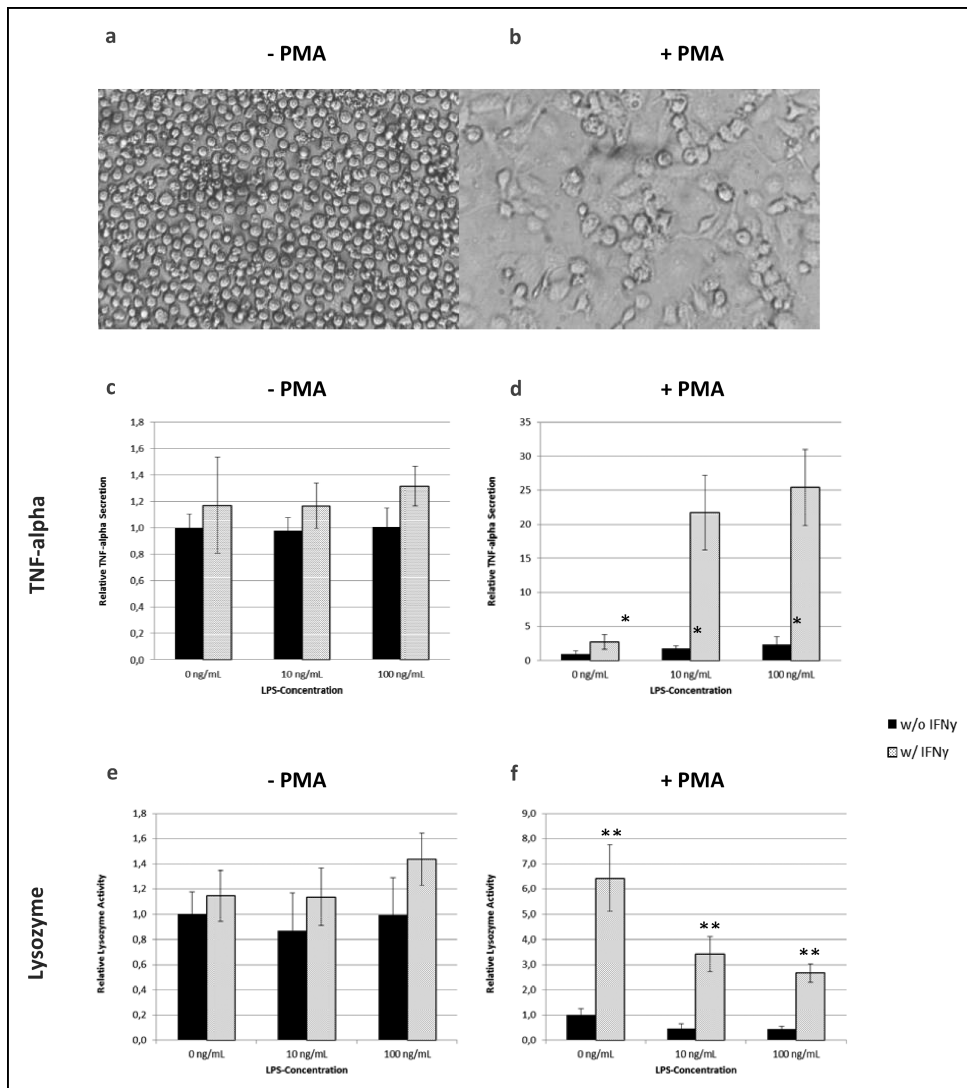 a
- PMA
b
+ PMA
TNF-alpha
c
- PMA
Relative TNF-alpha Secretion
1,8
1,6
1,4
1,2
1,0
0,8
0,6
0,4
0,2
0,0
0 ng/mL 10 ng/mL 100 ng/mL
LPS-Concentration
d
+ PMA
Relative TNF-alpha Secretion
35
30
25
20
15
10
5
0
* * *
0 ng/mL 10 ng/mL 100 ng/mL
LPS-Concentration
w/o IFNy
w/ IFNy
Lysozyme
e
- PMA
Relative Lysozyme Activity
1,8
1,6
1,4
1,2
1,0
0,8
0,6
0,4
0,2
0,0
0 ng/mL 10 ng/mL 100 ng/mL
LPS-Concentration
f
+ PMA
Relative Lysozyme Activity
9,0
8,0
7,0
6,0
5,0
4,0
3,0
2,0
1,0
0,0
** ** **
0 ng/mL 10 ng/mL 100 ng/mL
LPS-Concentration